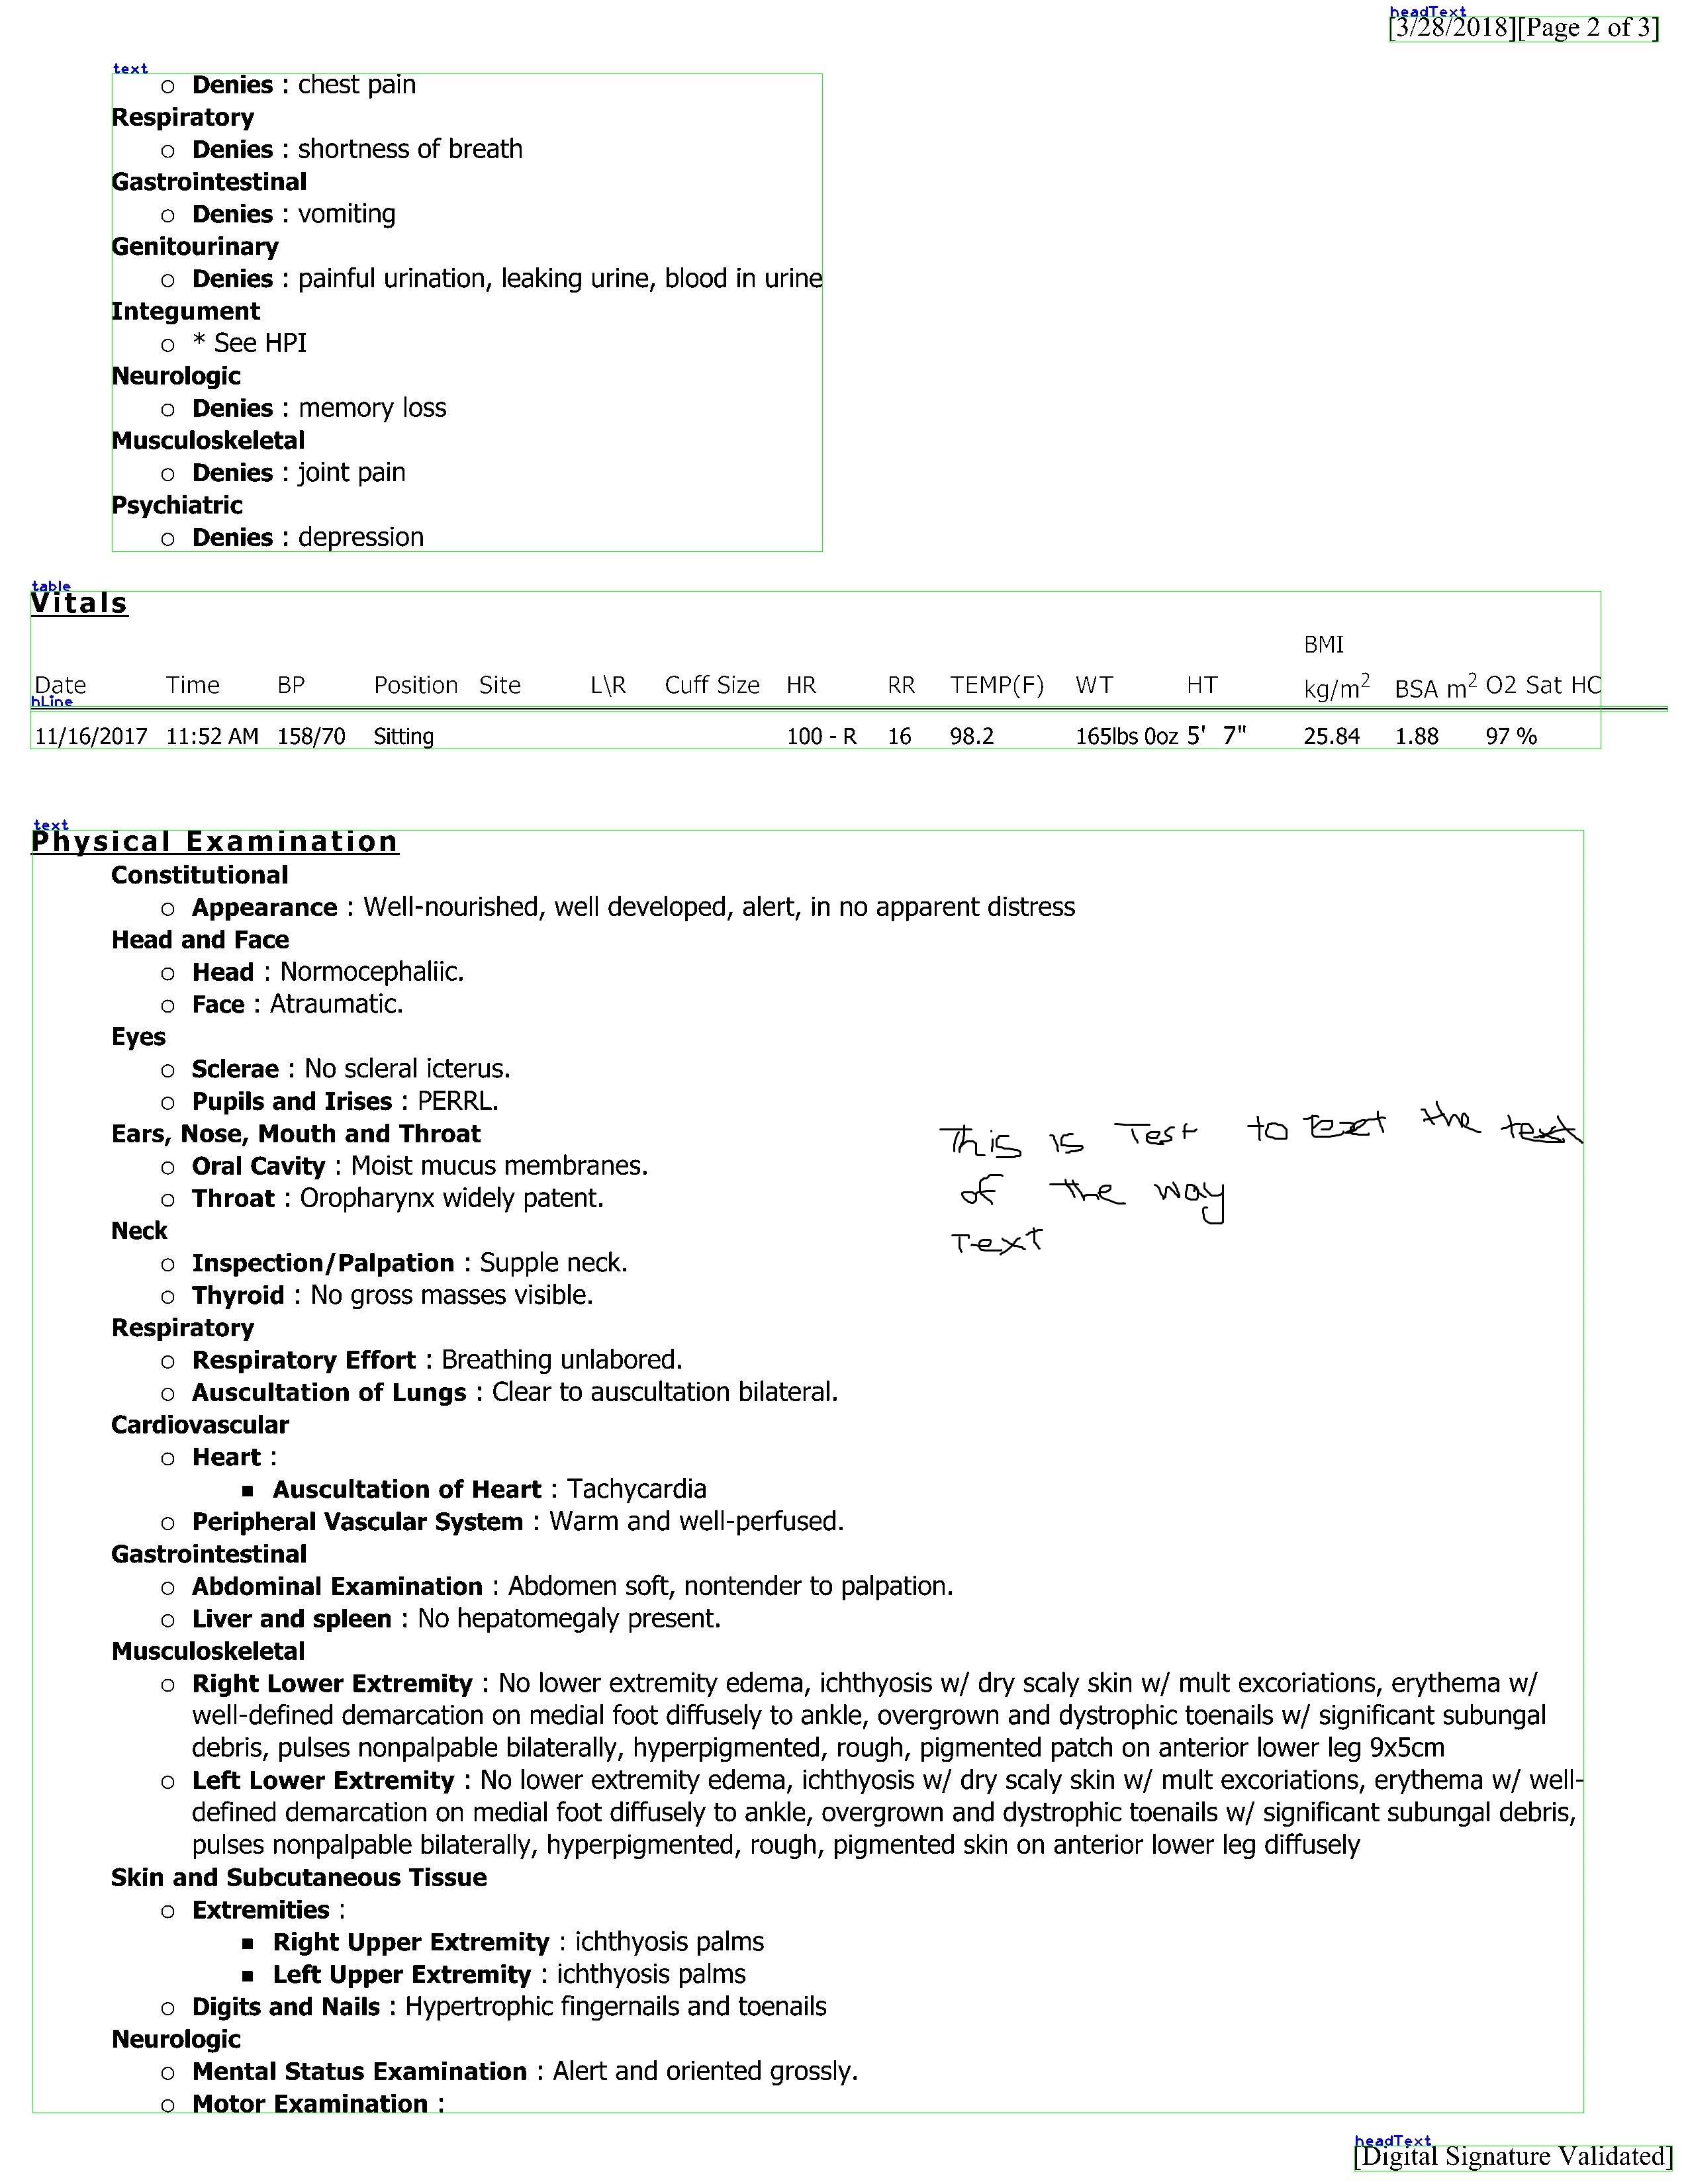 headText
[3/28/2018][Page 2 of 3]
text
○ Denies : chest pain
Respiratory
○ Denies : shortness of breath
Gastrointestinal
○ Denies : vomiting
Genitourinary
○ Denies : painful urination, leaking urine, blood in urine
Integument
○ * See HPI
Neurologic
○ Denies : memory loss
Musculoskeletal
○ Denies : joint pain
Psychiatric
○ Denies : depression
table
Vitals
BMI
Date Time BP Position Site L\R Cuff Size HR RR TEMP(F) WT HT kg/m² BSA m² O2 Sat HC
hLine
11/16/2017 11:52 AM 158/70 Sitting 100 - R 16 98.2 165lbs 0oz 5' 7" 25.84 1.88 97 %
text
Physical Examination
Constitutional
○ Appearance : Well-nourished, well developed, alert, in no apparent distress
Head and Face
○ Head : Normocephaliic.
○ Face : Atraumatic.
Eyes
○ Sclerae : No scleral icterus.
○ Pupils and Irises : PERRL.
Ears, Nose, Mouth and Throat
○ Oral Cavity : Moist mucus membranes.
○ Throat : Oropharynx widely patent.
Neck
○ Inspection/Palpation : Supple neck.
○ Thyroid : No gross masses visible.
This is Test to text the text
of the way
Text
Respiratory
○ Respiratory Effort : Breathing unlabored.
○ Auscultation of Lungs : Clear to auscultation bilateral.
Cardiovascular
○ Heart :
■ Auscultation of Heart : Tachycardia
○ Peripheral Vascular System : Warm and well-perfused.
Gastrointestinal
○ Abdominal Examination : Abdomen soft, nontender to palpation.
○ Liver and spleen : No hepatomegaly present.
Musculoskeletal
○ Right Lower Extremity : No lower extremity edema, ichthyosis w/ dry scaly skin w/ mult excoriations, erythema w/
well-defined demarcation on medial foot diffusely to ankle, overgrown and dystrophic toenails w/ significant subungal
debris, pulses nonpalpable bilaterally, hyperpigmented, rough, pigmented patch on anterior lower leg 9x5cm
○ Left Lower Extremity : No lower extremity edema, ichthyosis w/ dry scaly skin w/ mult excoriations, erythema w/ well-
defined demarcation on medial foot diffusely to ankle, overgrown and dystrophic toenails w/ significant subungal debris,
pulses nonpalpable bilaterally, hyperpigmented, rough, pigmented skin on anterior lower leg diffusely
Skin and Subcutaneous Tissue
○ Extremities :
■ Right Upper Extremity : ichthyosis palms
■ Left Upper Extremity : ichthyosis palms
○ Digits and Nails : Hypertrophic fingernails and toenails
Neurologic
○ Mental Status Examination : Alert and oriented grossly.
○ Motor Examination :
headText
[Digital Signature Validated]